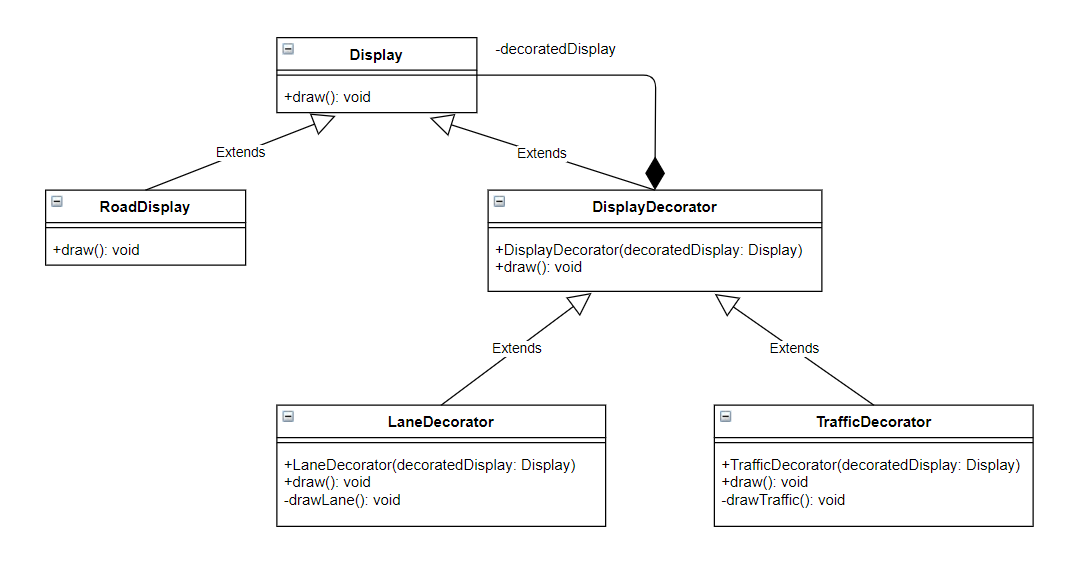 Display
-decoratedDisplay
+draw(): void
Extends
Extends
RoadDisplay
+draw(): void
DisplayDecorator
+DisplayDecorator(decoratedDisplay: Display)
+draw(): void
Extends
Extends
LaneDecorator
+LaneDecorator(decoratedDisplay: Display)
+draw(): void
-drawLane(): void
TrafficDecorator
+TrafficDecorator(decoratedDisplay: Display)
+draw(): void
-drawTraffic(): void